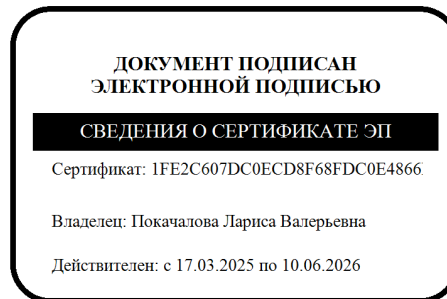 ДОКУМЕНТ ПОДПИСАН
ЭЛЕКТРОННОЙ ПОДПИСЬЮ
СВЕДЕНИЯ О СЕРТИФИКАТЕ ЭП
Сертификат: 1FE2C607DC0ECD8F68FDC0E4866
Владелец: Покачалова Лариса Валерьевна
Действителен: с 17.03.2025 по 10.06.2026